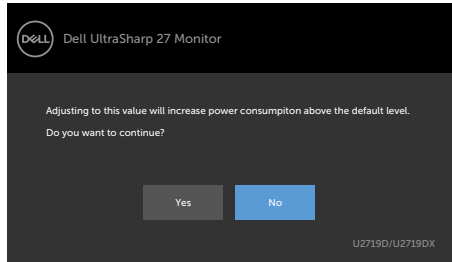 DELL Dell UltraSharp 27 Monitor
Adjusting to this value will increase power consumpiton above the default level.
Do you want to continue?
Yes No
U2719D/U2719DX